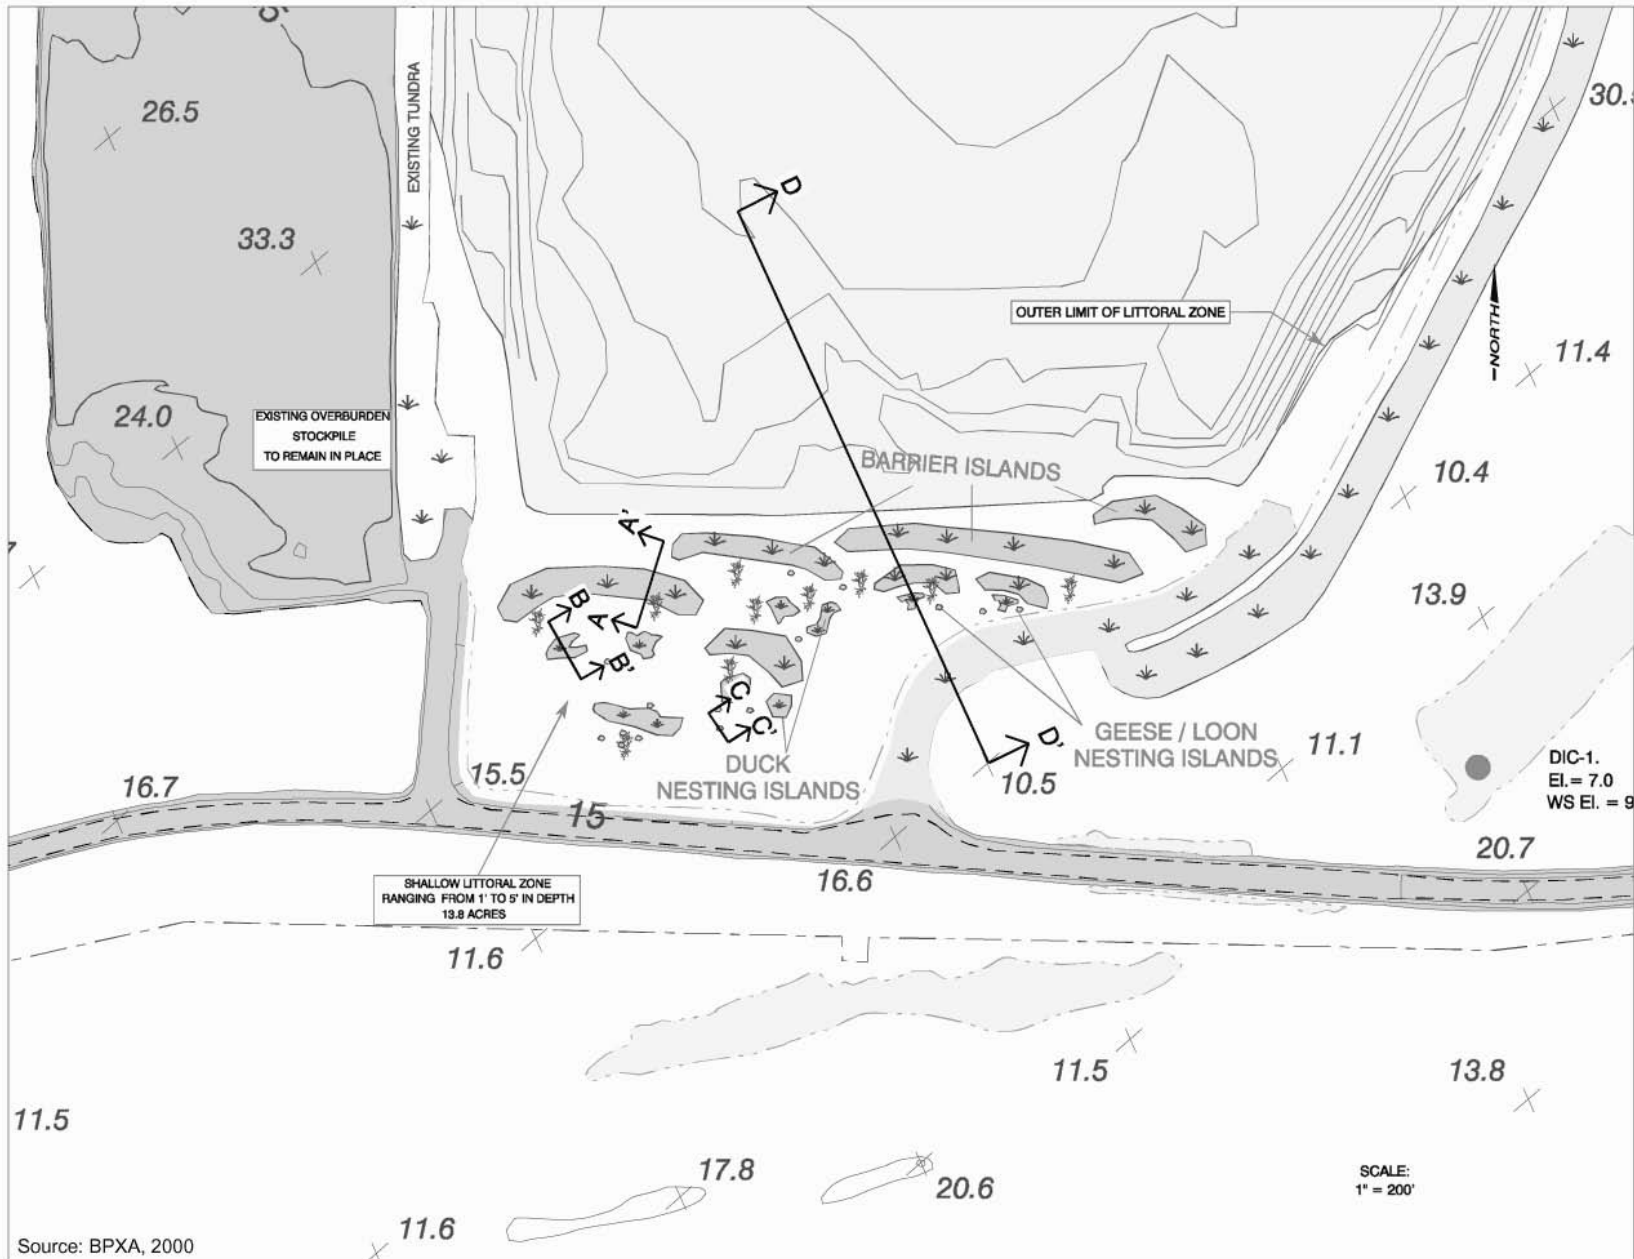 26.5
EXISTING TUNDRA
30.
33.3
D
OUTER LIMIT OF LITTORAL ZONE
NORTH
11.4
24.0
EXISTING OVERBURDEN
STOCKPILE
TO REMAIN IN PLACE
BARRIER ISLANDS
10.4
A'
B
A
13.9
B'
C
C'
D'
GEESE / LOON
NESTING ISLANDS
11.1
DUCK
NESTING ISLANDS
10.5
DIC-1.
El.= 7.0
WS El. = 9
16.7
15.5
15
16.6
20.7
SHALLOW LITTORAL ZONE
RANGING FROM 1' TO 5' IN DEPTH
13.8 ACRES
11.6
11.5
13.8
11.5
17.8
20.6
SCALE:
1" = 200'
11.6
Source: BPXA, 2000